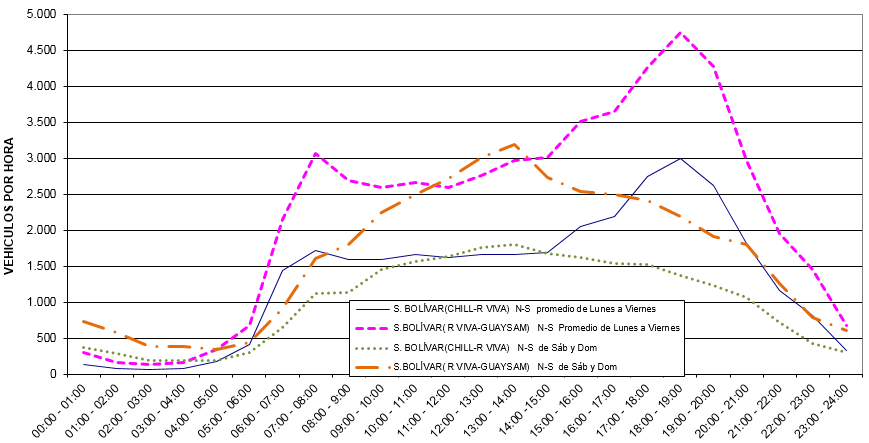 5.000
4.500
4.000
3.500
3.000
2.500
2.000
1.500
1.000
500
0
VEHICULOS POR HORA
S. BOLÍVAR(CHILL-R VIVA) N-S promedio de Lunes a Viernes
S.BOLÍVAR( R VIVA-GUAYSAM) N-S Promedio de Lunes a Viernes
S. BOLÍVAR(CHILL-R VIVA) N-S de Sáb y Dom
S.BOLÍVAR( R VIVA-GUAYSAM) N-S de Sáb y Dom
00:00 - 01:00
01:00 - 02:00
02:00 - 03:00
03:00 - 04:00
04:00 - 05:00
05:00 - 06:00
06:00 - 07:00
07:00 - 08:00
08:00 - 9:00
09:00 - 10:00
10:00 - 11:00
11:00 - 12:00
12:00 - 13:00
13:00 - 14:00
14:00 -15:00
15:00 - 16:00
16:00 - 17:00
17:00 - 18:00
18:00 - 19:00
19:00 - 20:00
20:00 - 21:00
21:00 - 22:00
22:00 - 23:00
23:00 - 24:00